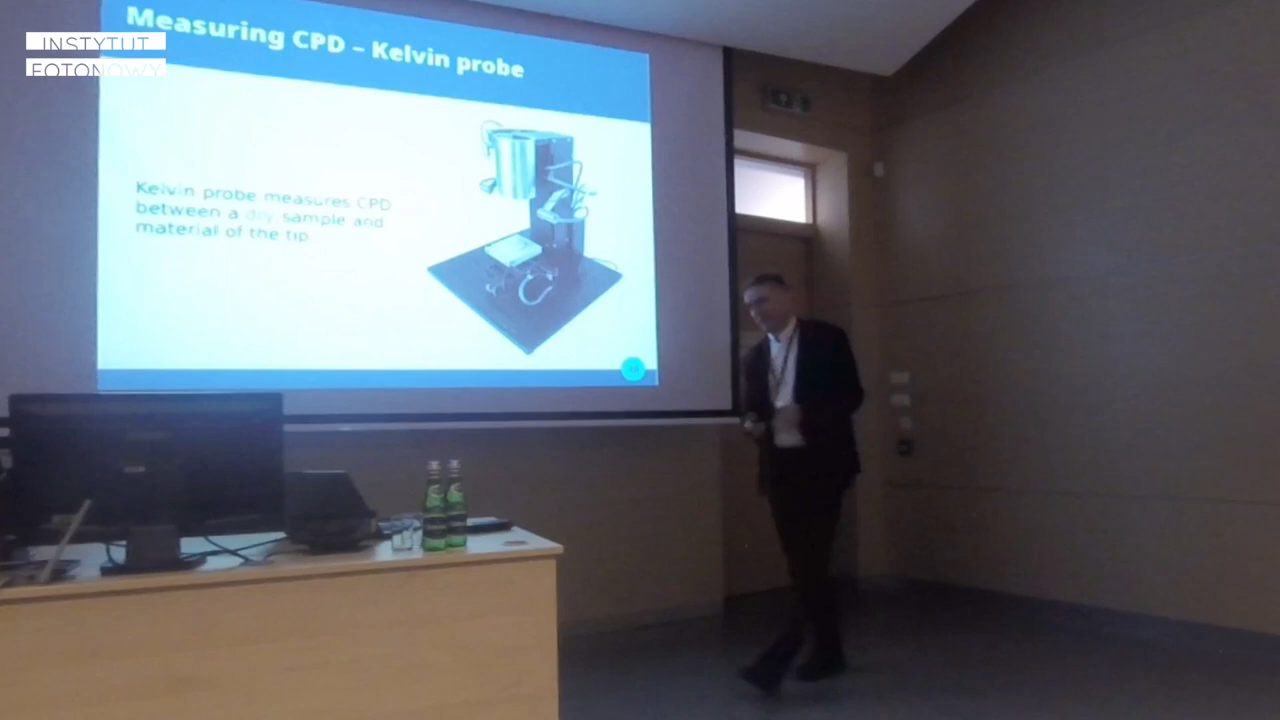 INSTYTUT
FOTONOWY
Measuring CPD – Kelvin probe
Kelvin probe measures CPD
between a dry sample and
material of the tip